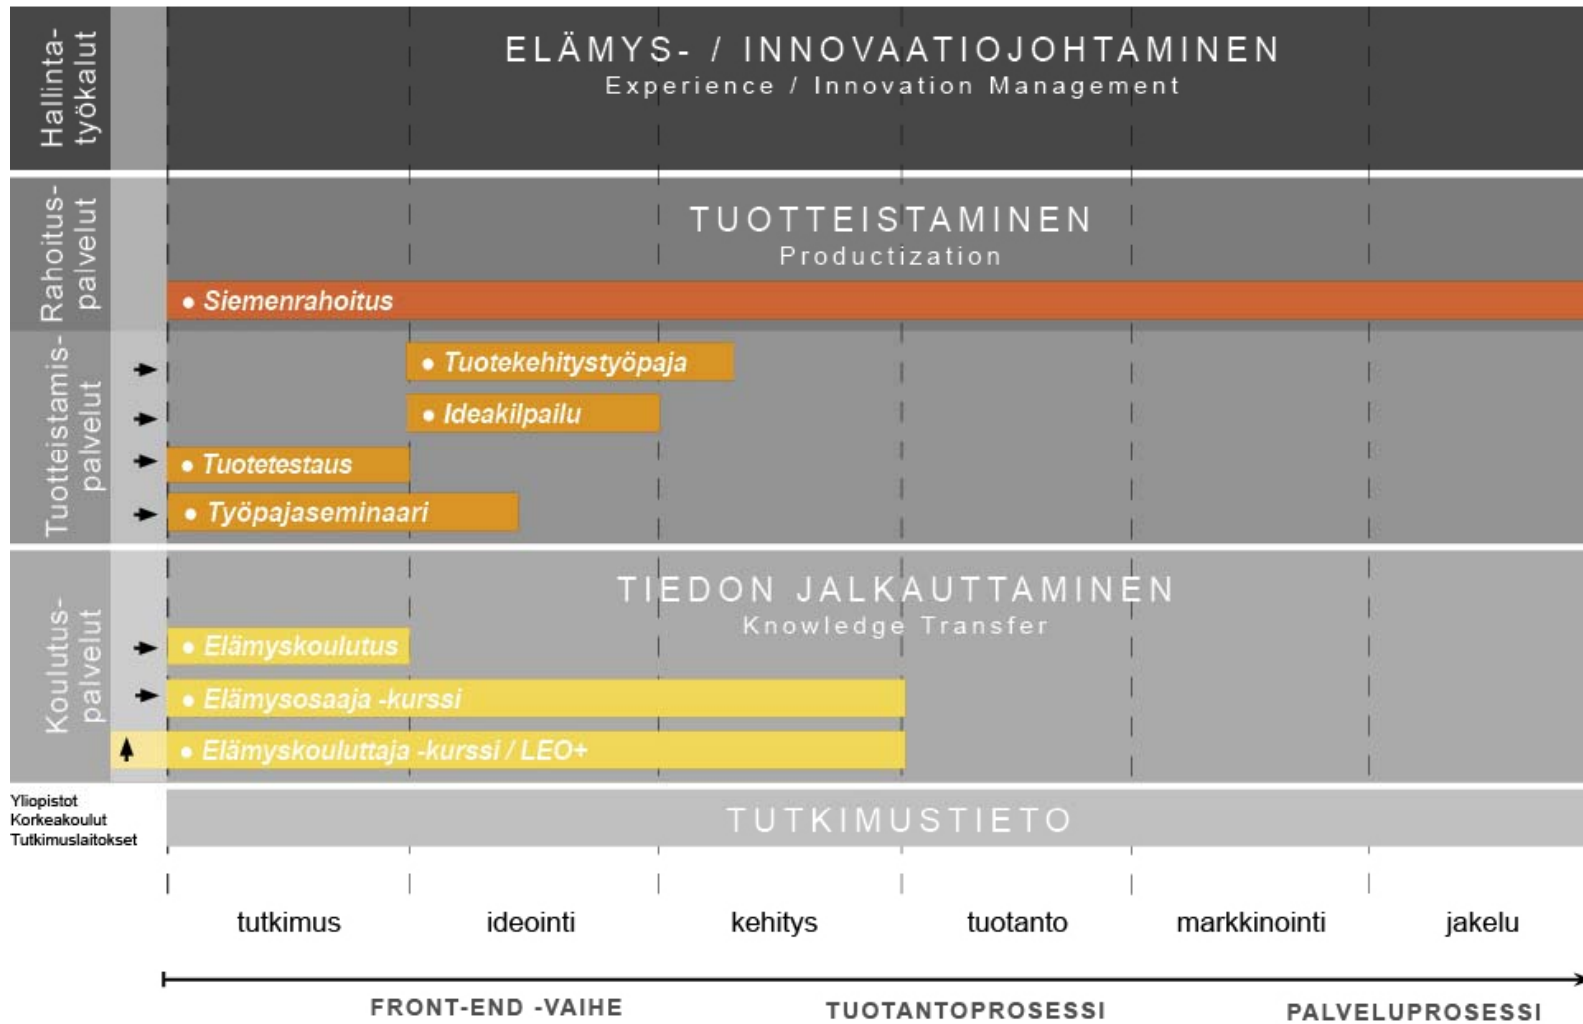 Hallinta-
työkalut
ELÄMYS- / INNOVAATIOJOHTAMINEN
Experience / Innovation Management
Rahoitus-
palvelut
TUOTTEISTAMINEN
Productization
• Siemenrahoitus
Tuotteistamis-
palvelut
• Tuotekehitystyöpaja
• Ideakilpailu
• Tuotetestaus
• Työpajaseminaari
Koulutus-
palvelut
TIEDON JALKAUTTAMINEN
Knowledge Transfer
• Elämyskoulutus
• Elämysosaaja -kurssi
• Elämyskouluttaja -kurssi / LEO+
Yliopistot
Korkeakoulut
Tutkimuslaitokset
TUTKIMUSTIETO
tutkimus ideointi kehitys tuotanto markkinointi jakelu
FRONT-END -VAIHE TUOTANTOPROSESSI PALVELUPROSESSI